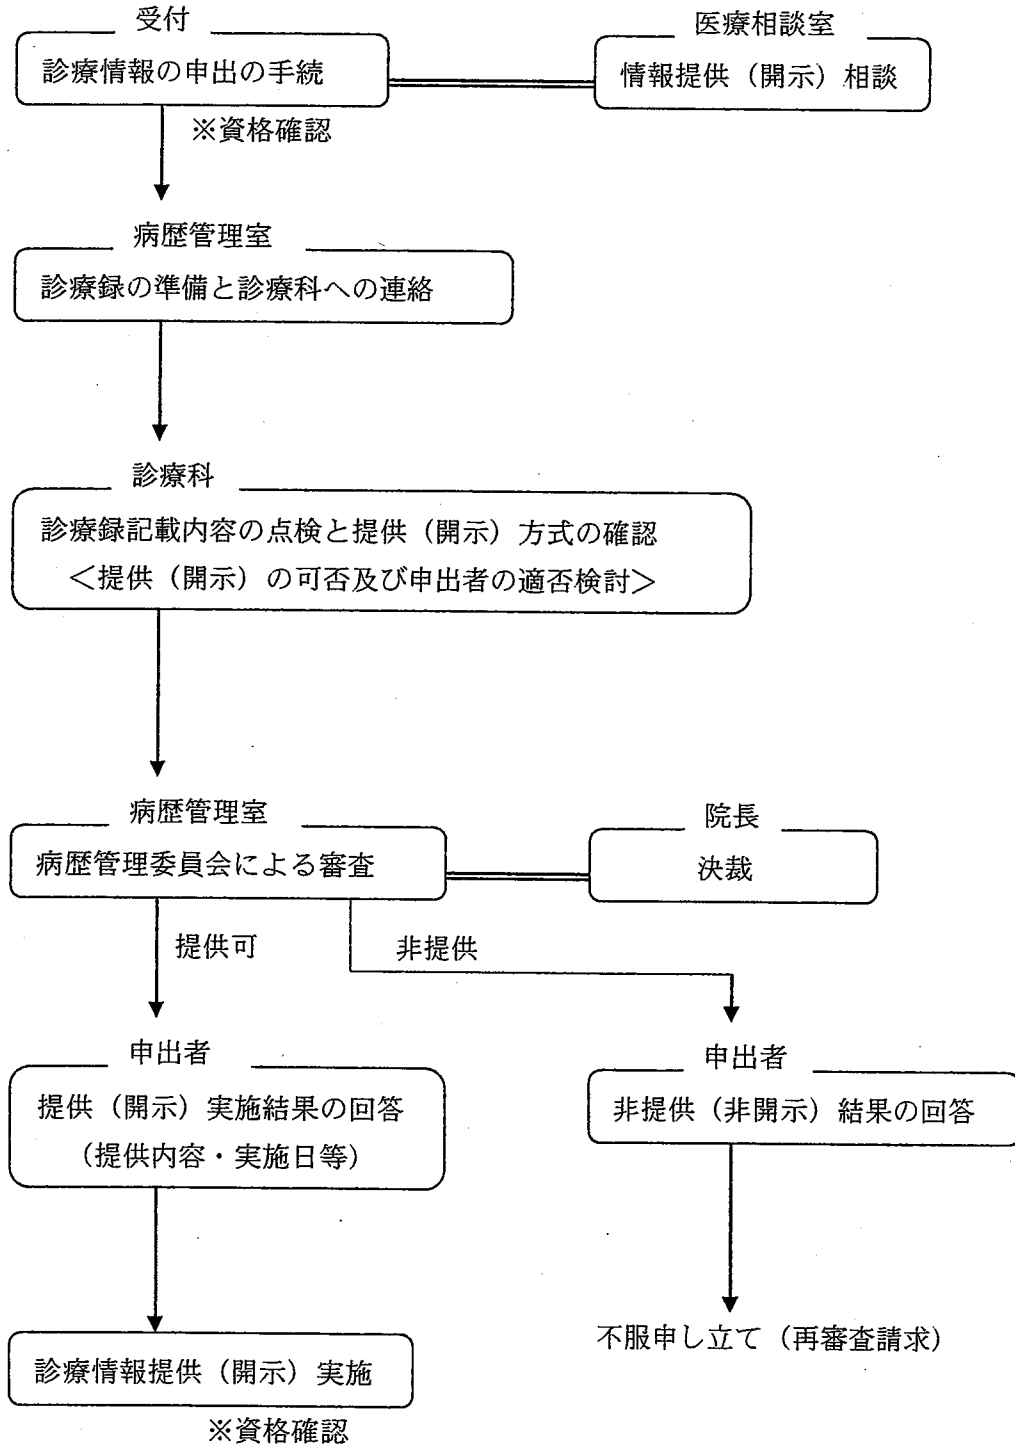 受付
診療情報の申出の手続
医療相談室
情報提供（開示）相談
※資格確認
病歴管理室
診療録の準備と診療科への連絡
診療科
診療録記載内容の点検と提供（開示）方式の確認
＜提供（開示）の可否及び申出者の適否検討＞
病歴管理室
病歴管理委員会による審査
院長
決裁
提供可
非提供
申出者
提供（開示）実施結果の回答
（提供内容・実施日等）
申出者
非提供（非開示）結果の回答
診療情報提供（開示）実施
※資格確認
不服申し立て（再審査請求）